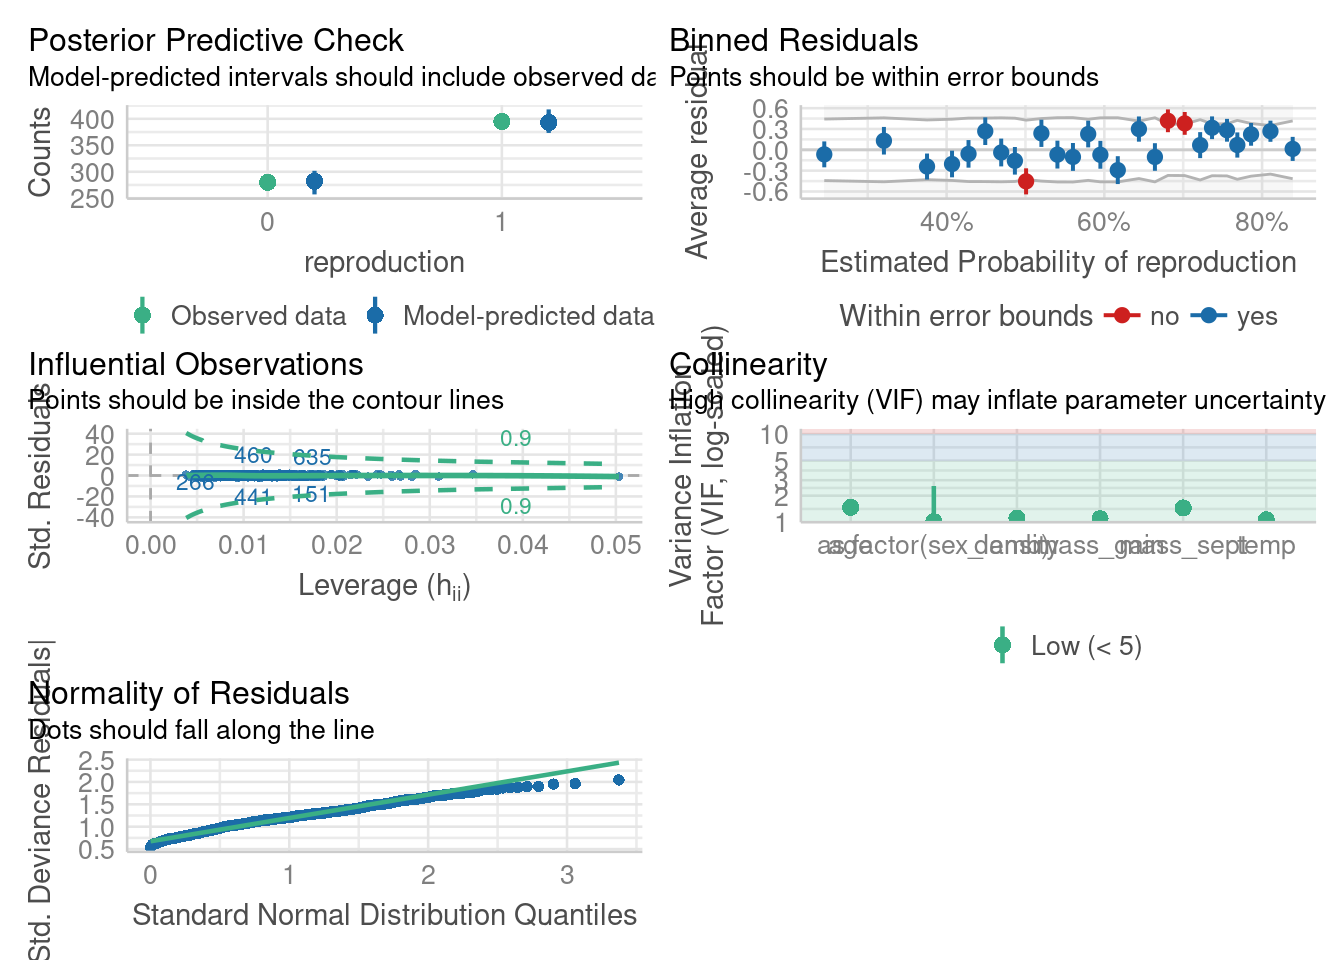 Posterior Predictive Check
Model-predicted intervals should include observed da
Counts
400
350
300
250
0
1
reproduction
Observed data
Model-predicted data
Binned Residuals
Points should be within error bounds
Average residual
0.6
0.3
0.0
-0.3
-0.6
40%
60%
80%
Estimated Probability of reproduction
Within error bounds
no
yes
Influential Observations
Points should be inside the contour lines
Std. Residuals
40
20
0
-20
-40
0.9
460
635
266
441
151
0.9
0.00
0.01
0.02
0.03
0.04
0.05
Leverage (hii)
Collinearity
High collinearity (VIF) may inflate parameter uncertainty
Variance Inflation
Factor (VIF, log-scaled)
10
5
3
2
1
age
as.factor(sex_
density
mass_gain
mass_sept
temp
Low (< 5)
Normality of Residuals
Dots should fall along the line
Std. Deviance Residuals|
2.5
2.0
1.5
1.0
0.5
0
1
2
3
Standard Normal Distribution Quantiles